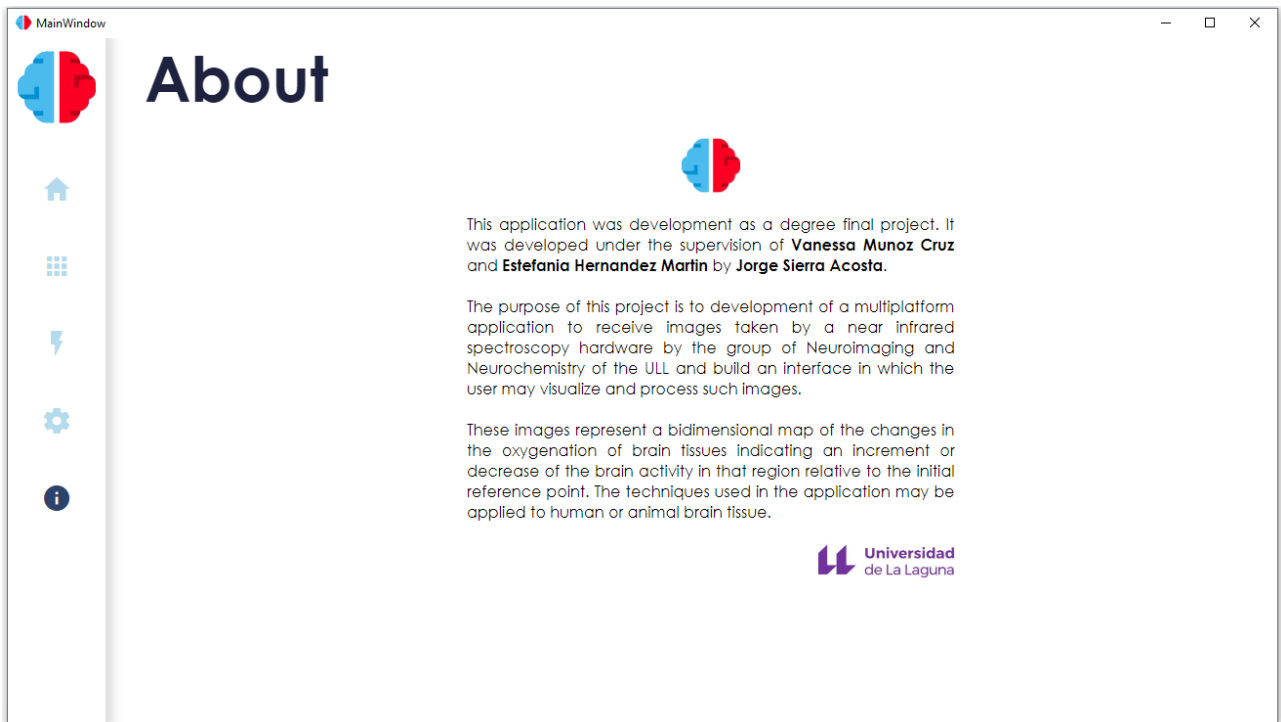 MainWindow
About
This application was development as a degree final project. It
was developed under the supervision of Vanessa Munoz Cruz
and Estefania Hernandez Martin by Jorge Sierra Acosta.
The purpose of this project is to development of a multiplatform
application to receive images taken by a near infrared
spectroscopy hardware by the group of Neuroimaging and
Neurochemistry of the ULL and build an interface in which the
user may visualize and process such images.
These images represent a bidimensional map of the changes in
the oxygenation of brain tissues indicating an increment or
decrease of the brain activity in that region relative to the initial
reference point. The techniques used in the application may be
applied to human or animal brain tissue.
Universidad
de La Laguna